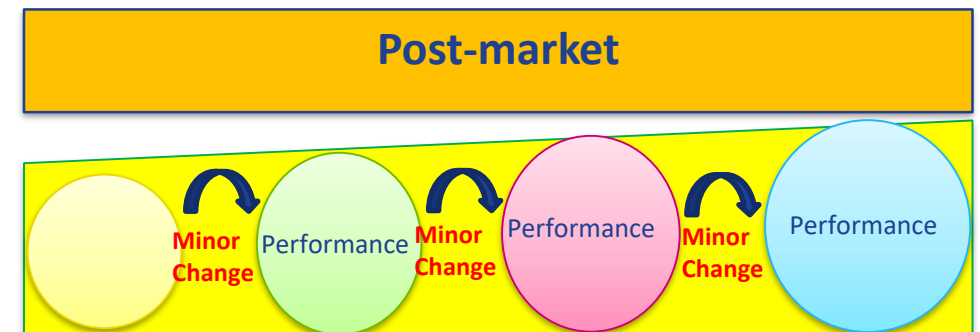 Post-market
Minor
Change
Performance
Minor
Change
Performance
Minor
Change
Performance